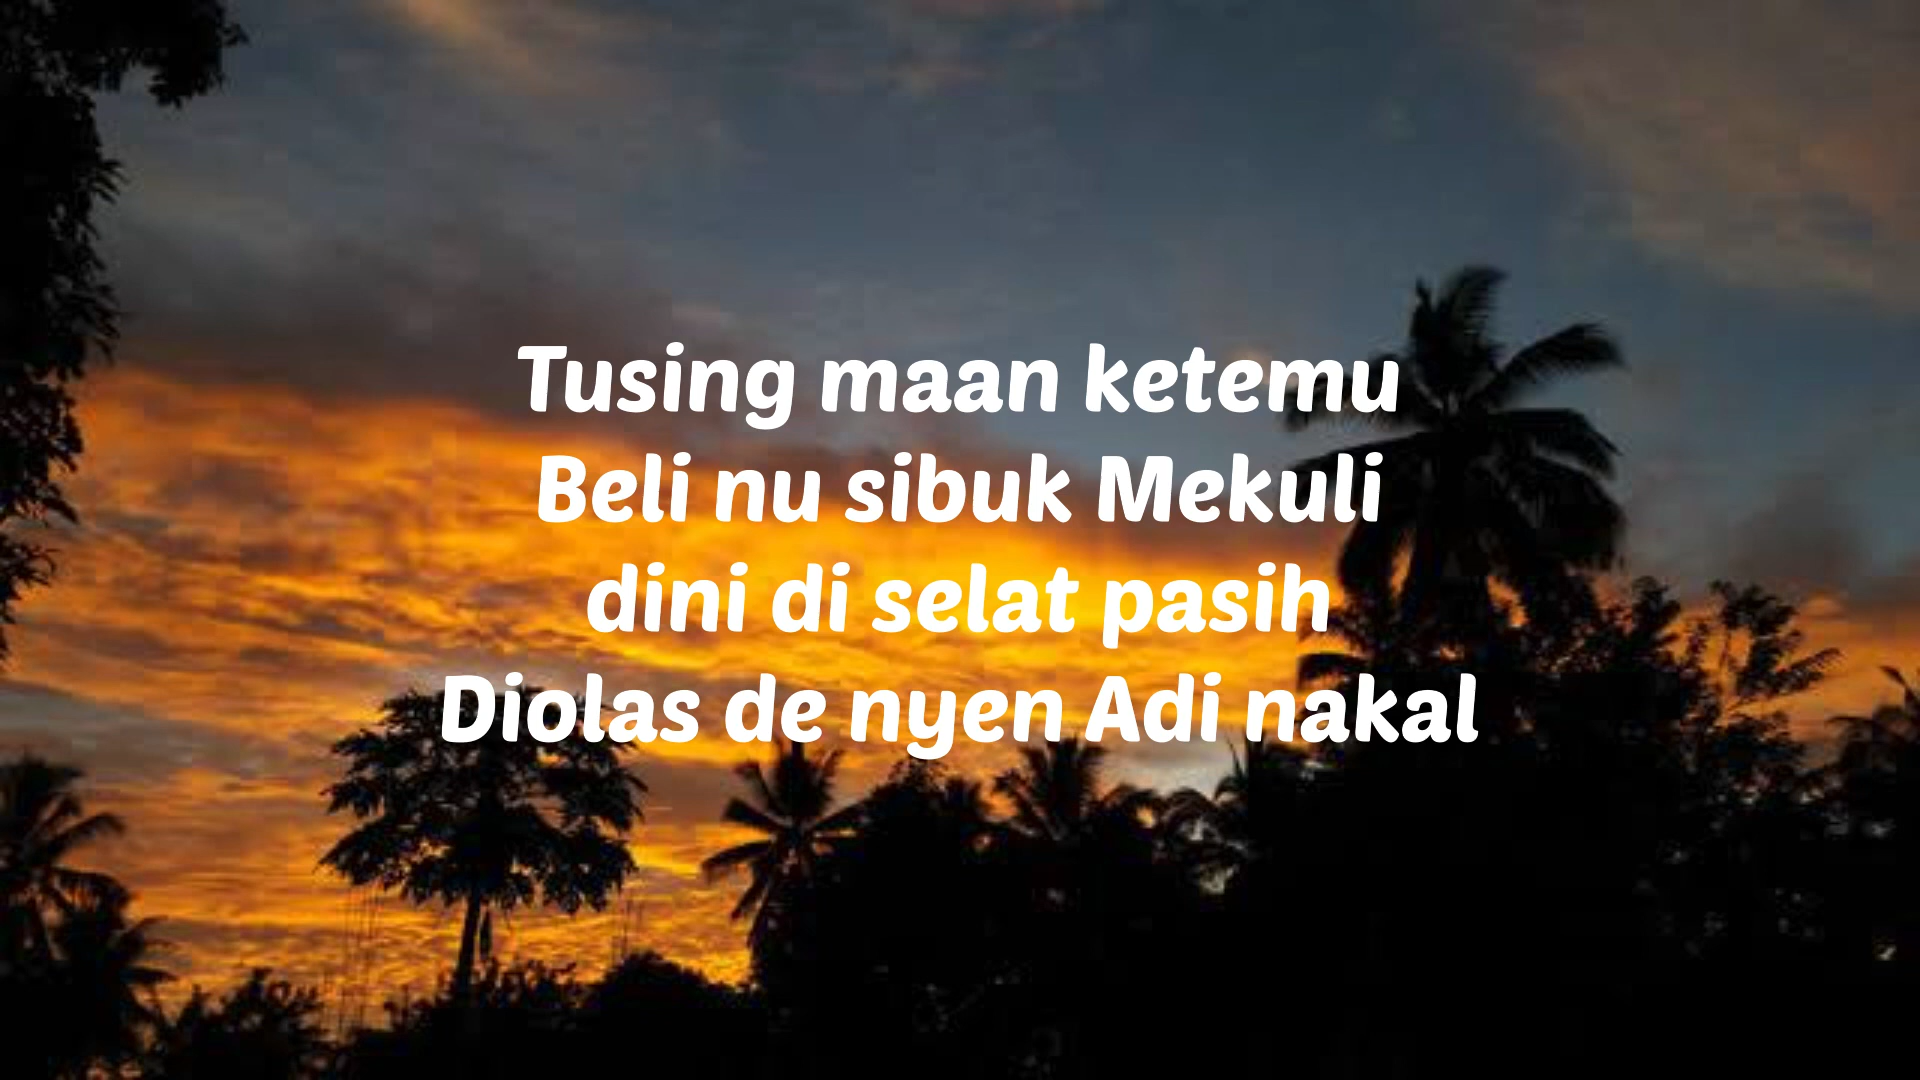 Tusing maan ketemu
Beli nu sibuk Mekuli
dini di selat pasih
Diolas de nyen Adi nakal